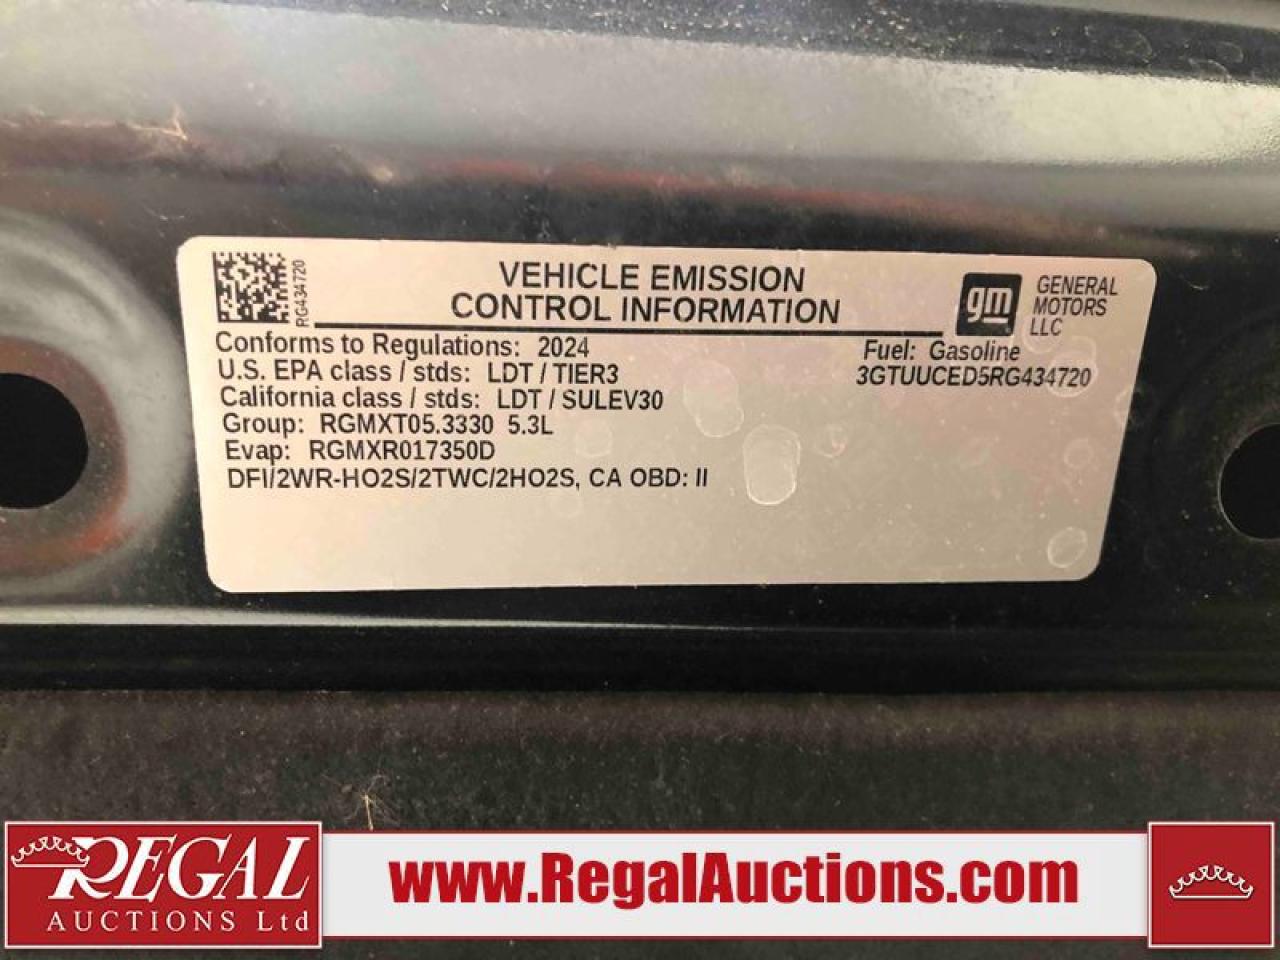 RG434720
VEHICLE EMISSION
CONTROL INFORMATION
gm
GENERAL
MOTORS
LLC
Conforms to Regulations: 2024
Fuel: Gasoline
U.S. EPA class / stds: LDT / TIER3
3GTUUCED5RG434720
California class / stds: LDT / SULEV30
Group: RGMXT05.3330 5.3L
Evap: RGMXR017350D
DFI/2WR-HO2S/2TWC/2HO2S, CA OBD: II
REGAL
AUCTIONS Ltd
www.RegalAuctions.com